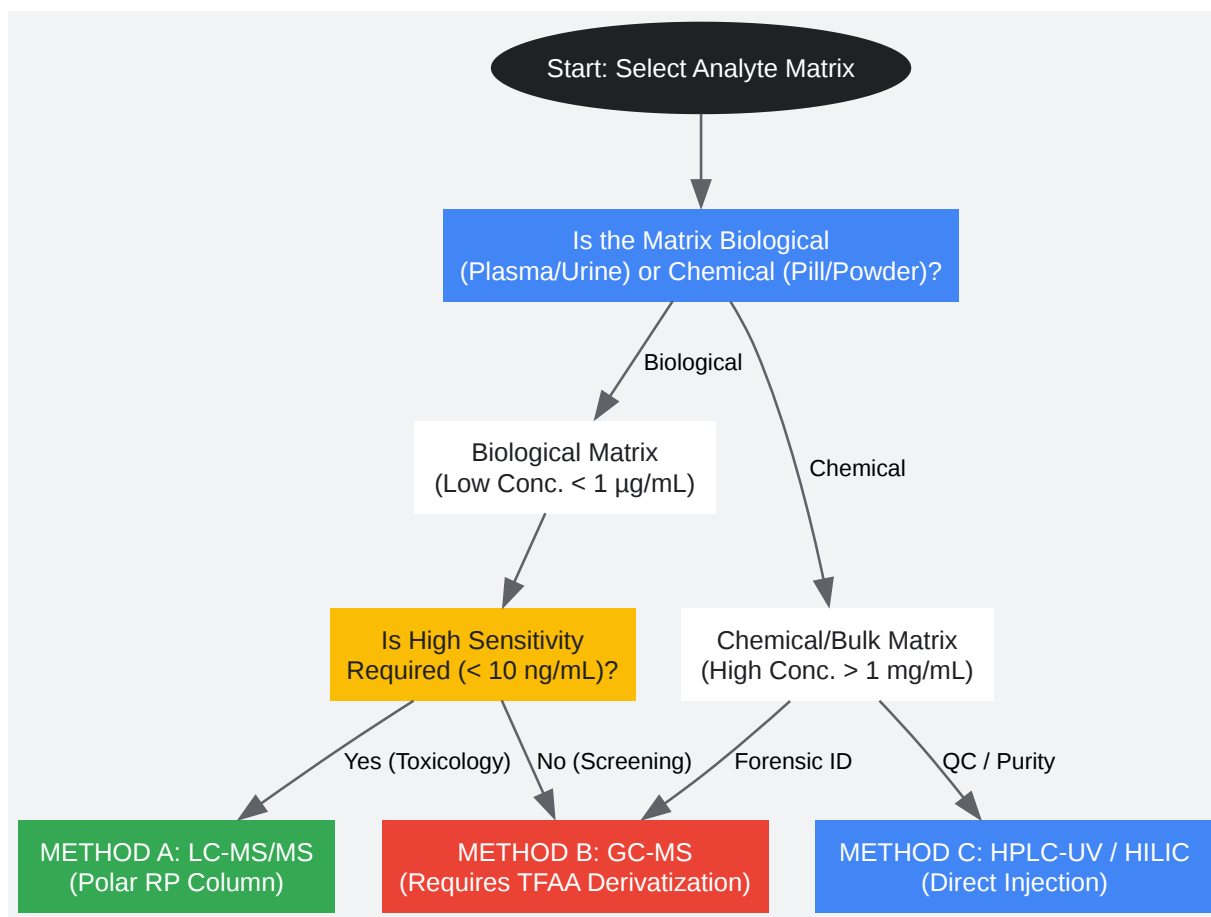 Start: Select Analyte Matrix
Is the Matrix Biological
(Plasma/Urine) or Chemical (Pill/Powder)?
Biological
Biological Matrix
(Low Conc. < 1 µg/mL)
Chemical
Is High Sensitivity
Required (< 10 ng/mL)?
Chemical/Bulk Matrix
(High Conc. > 1 mg/mL)
Yes (Toxicology)
No (Screening)
Forensic ID
QC / Purity
METHOD A: LC-MS/MS
(Polar RP Column)
METHOD B: GC-MS
(Requires TFAA Derivatization)
METHOD C: HPLC-UV / HILIC
(Direct Injection)